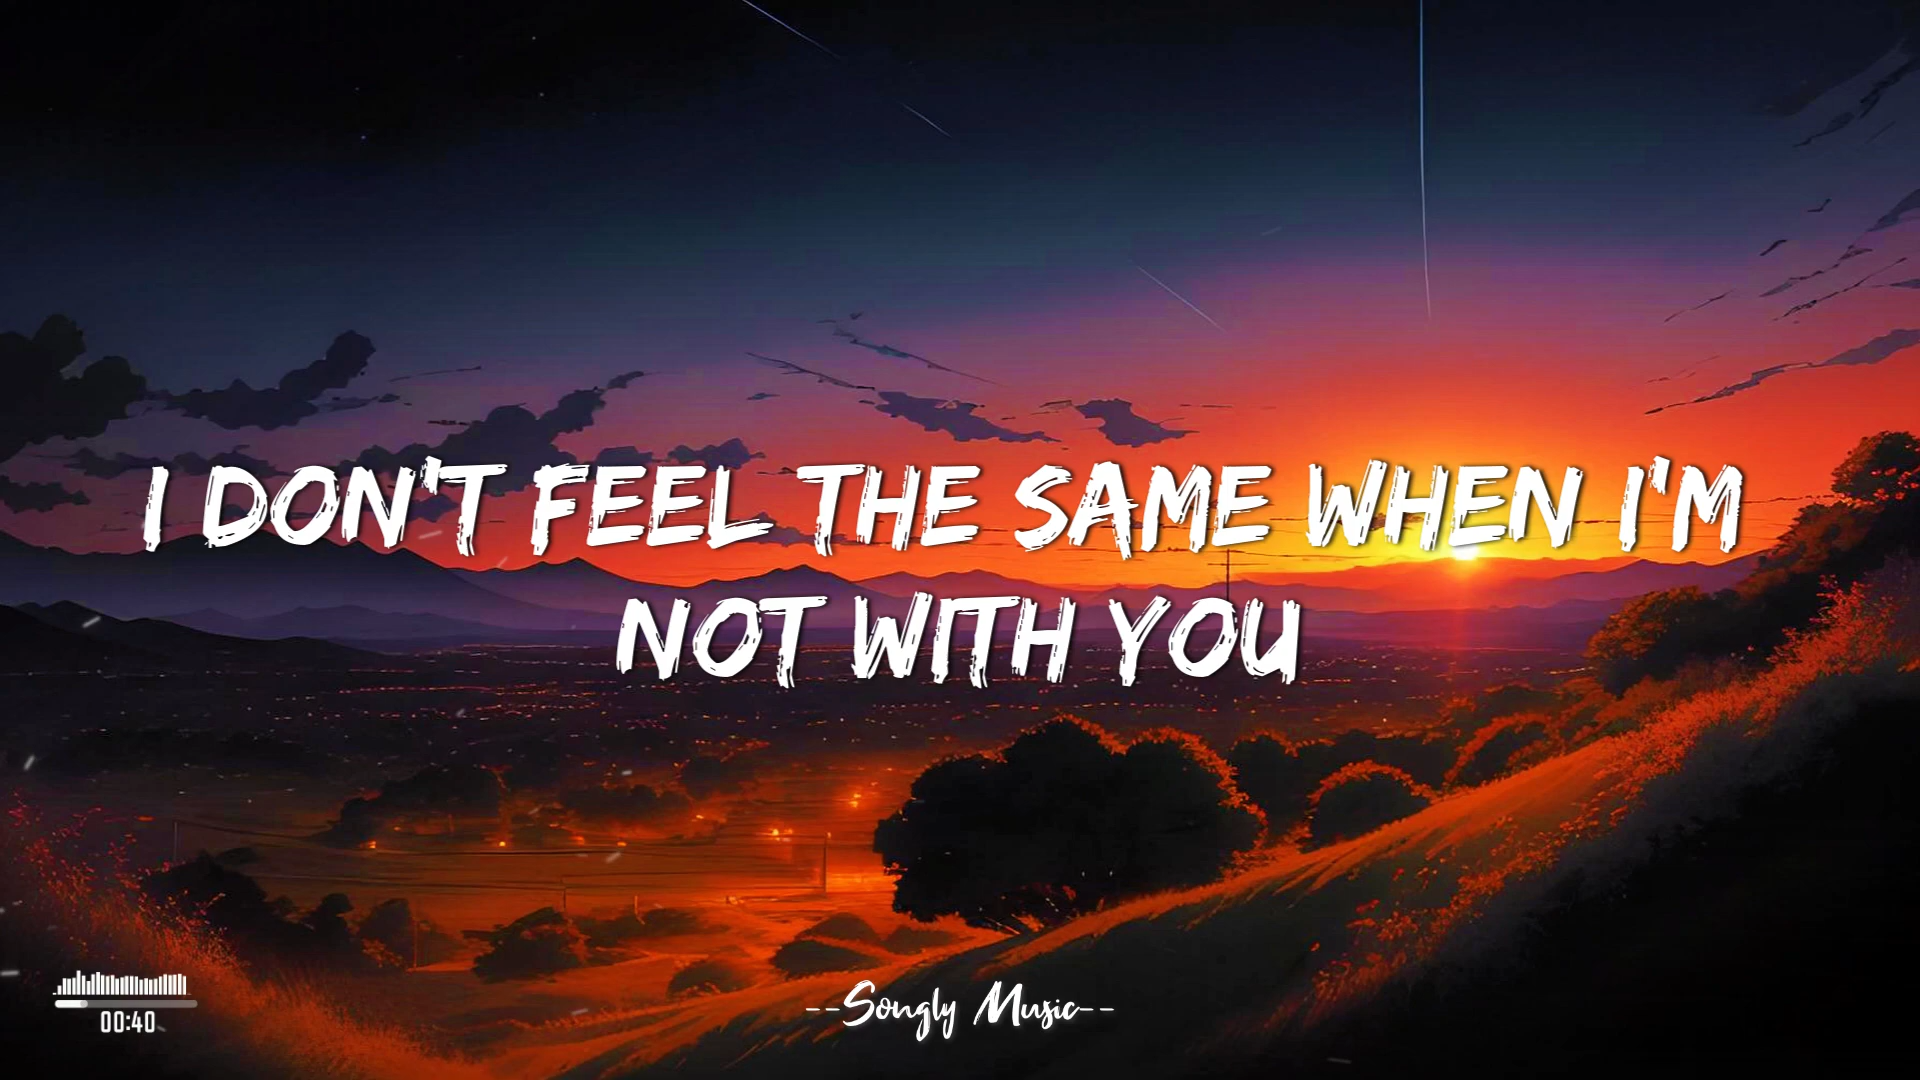 I DON'T FEEL THE SAME WHEN I'M
NOT WITH YOU
00:40
--Songly Music--